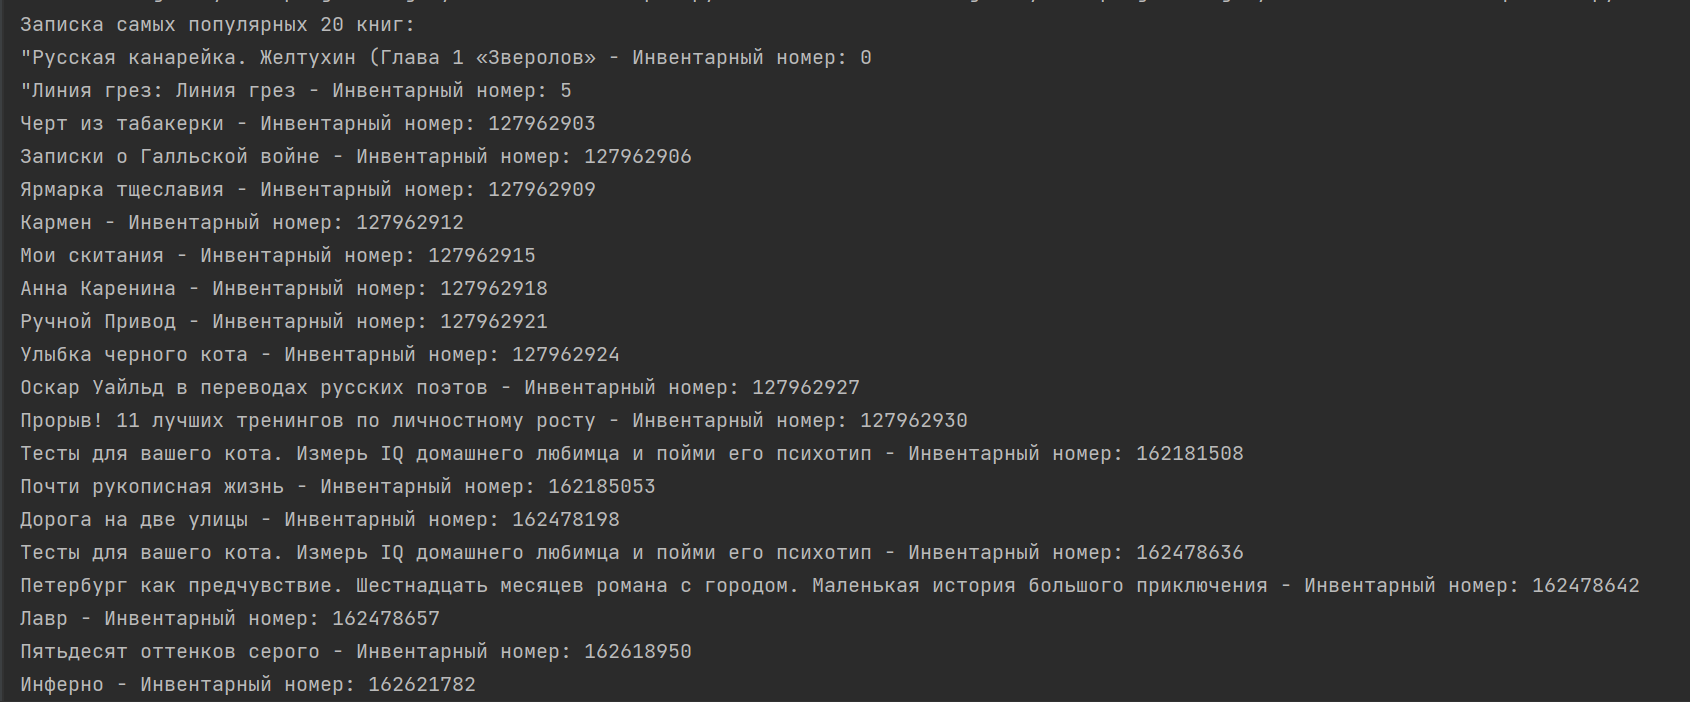 Записка самых популярных 20 книг:
"Русская канарейка. Желтухин (Глава 1 «Зверолов» - Инвентарный номер: 0
"Линия грез: Линия грез - Инвентарный номер: 5
Черт из табакерки - Инвентарный номер: 127962903
Записки о Галльской войне - Инвентарный номер: 127962906
Ярмарка тщеславия - Инвентарный номер: 127962909
Кармен - Инвентарный номер: 127962912
Мои скитания - Инвентарный номер: 127962915
Анна Каренина - Инвентарный номер: 127962918
Ручной Привод - Инвентарный номер: 127962921
Улыбка черного кота - Инвентарный номер: 127962924
Оскар Уайльд в переводах русских поэтов - Инвентарный номер: 127962927
Прорыв! 11 лучших тренингов по личностному росту - Инвентарный номер: 127962930
Тесты для вашего кота. Измерь IQ домашнего любимца и пойми его психотип - Инвентарный номер: 162181508
Почти рукописная жизнь - Инвентарный номер: 162185053
Дорога на две улицы - Инвентарный номер: 162478198
Тесты для вашего кота. Измерь IQ домашнего любимца и пойми его психотип - Инвентарный номер: 162478636
Петербург как предчувствие. Шестнадцать месяцев романа с городом. Маленькая история большого приключения - Инвентарный номер: 162478642
Лавр - Инвентарный номер: 162478657
Пятьдесят оттенков серого - Инвентарный номер: 162618950
Инферно - Инвентарный номер: 162621782